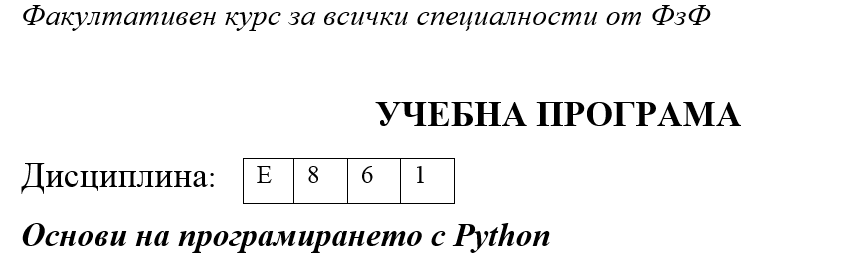 Факултативен курс за всички специалности от ФзФ
УЧЕБНА ПРОГРАМА
Дисциплина: Е 8 6 1
Основи на програмирането с Python